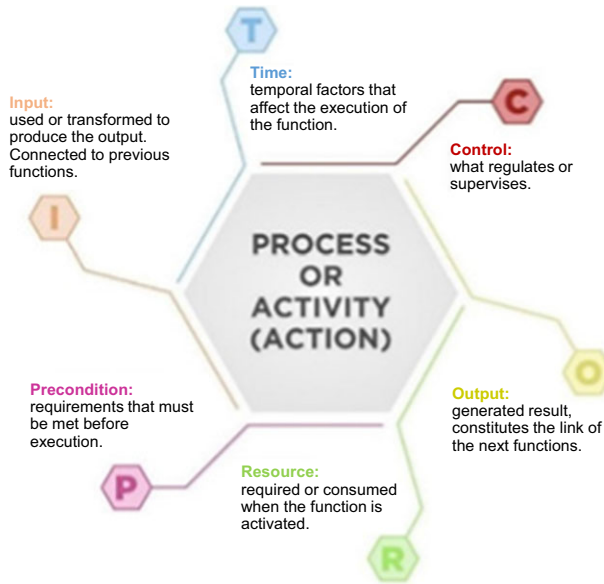 T
Time:
temporal factors that
affect the execution of
the function.
Input:
used or transformed to
produce the output.
Connected to previous
functions.
C
Control:
what regulates or
supervises.
I
PROCESS
OR
ACTIVITY
(ACTION)
O
Output:
generated result,
constitutes the link of
the next functions.
Precondition:
requirements that must
be met before
execution.
P
Resource:
required or consumed
when the function is
activated.
R